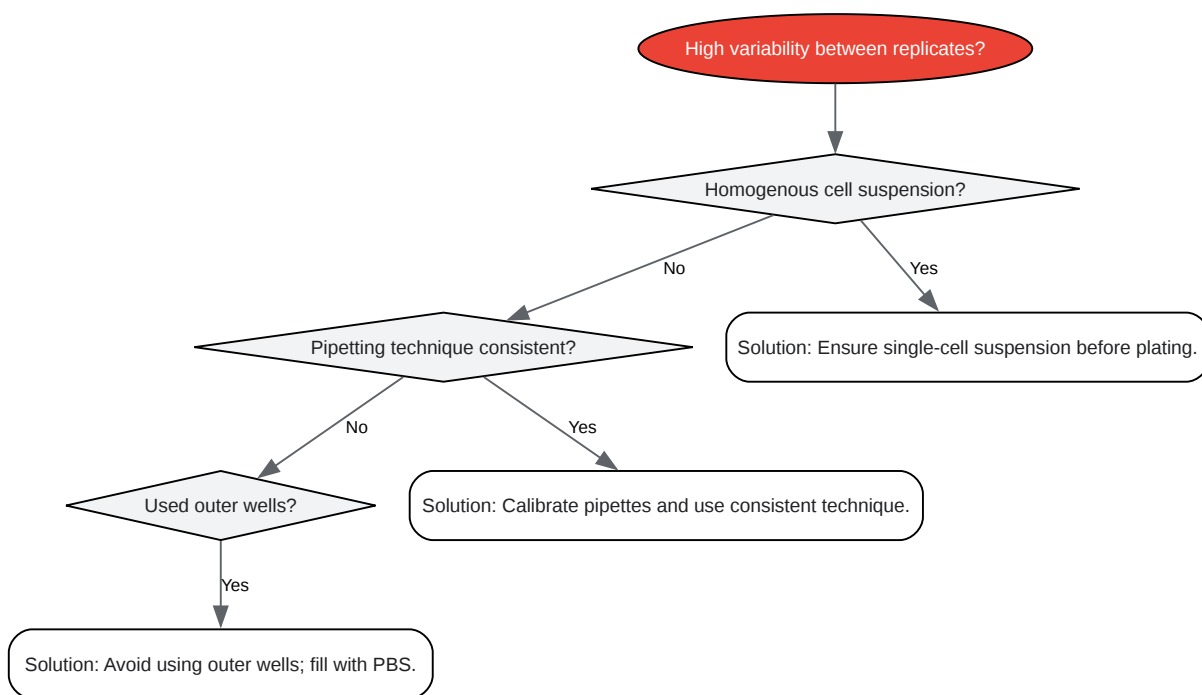 High variability between replicates?
Homogenous cell suspension?
No
Yes
Pipetting technique consistent?
Solution: Ensure single-cell suspension before plating.
No
Yes
Used outer wells?
Solution: Calibrate pipettes and use consistent technique.
Yes
Solution: Avoid using outer wells; fill with PBS.